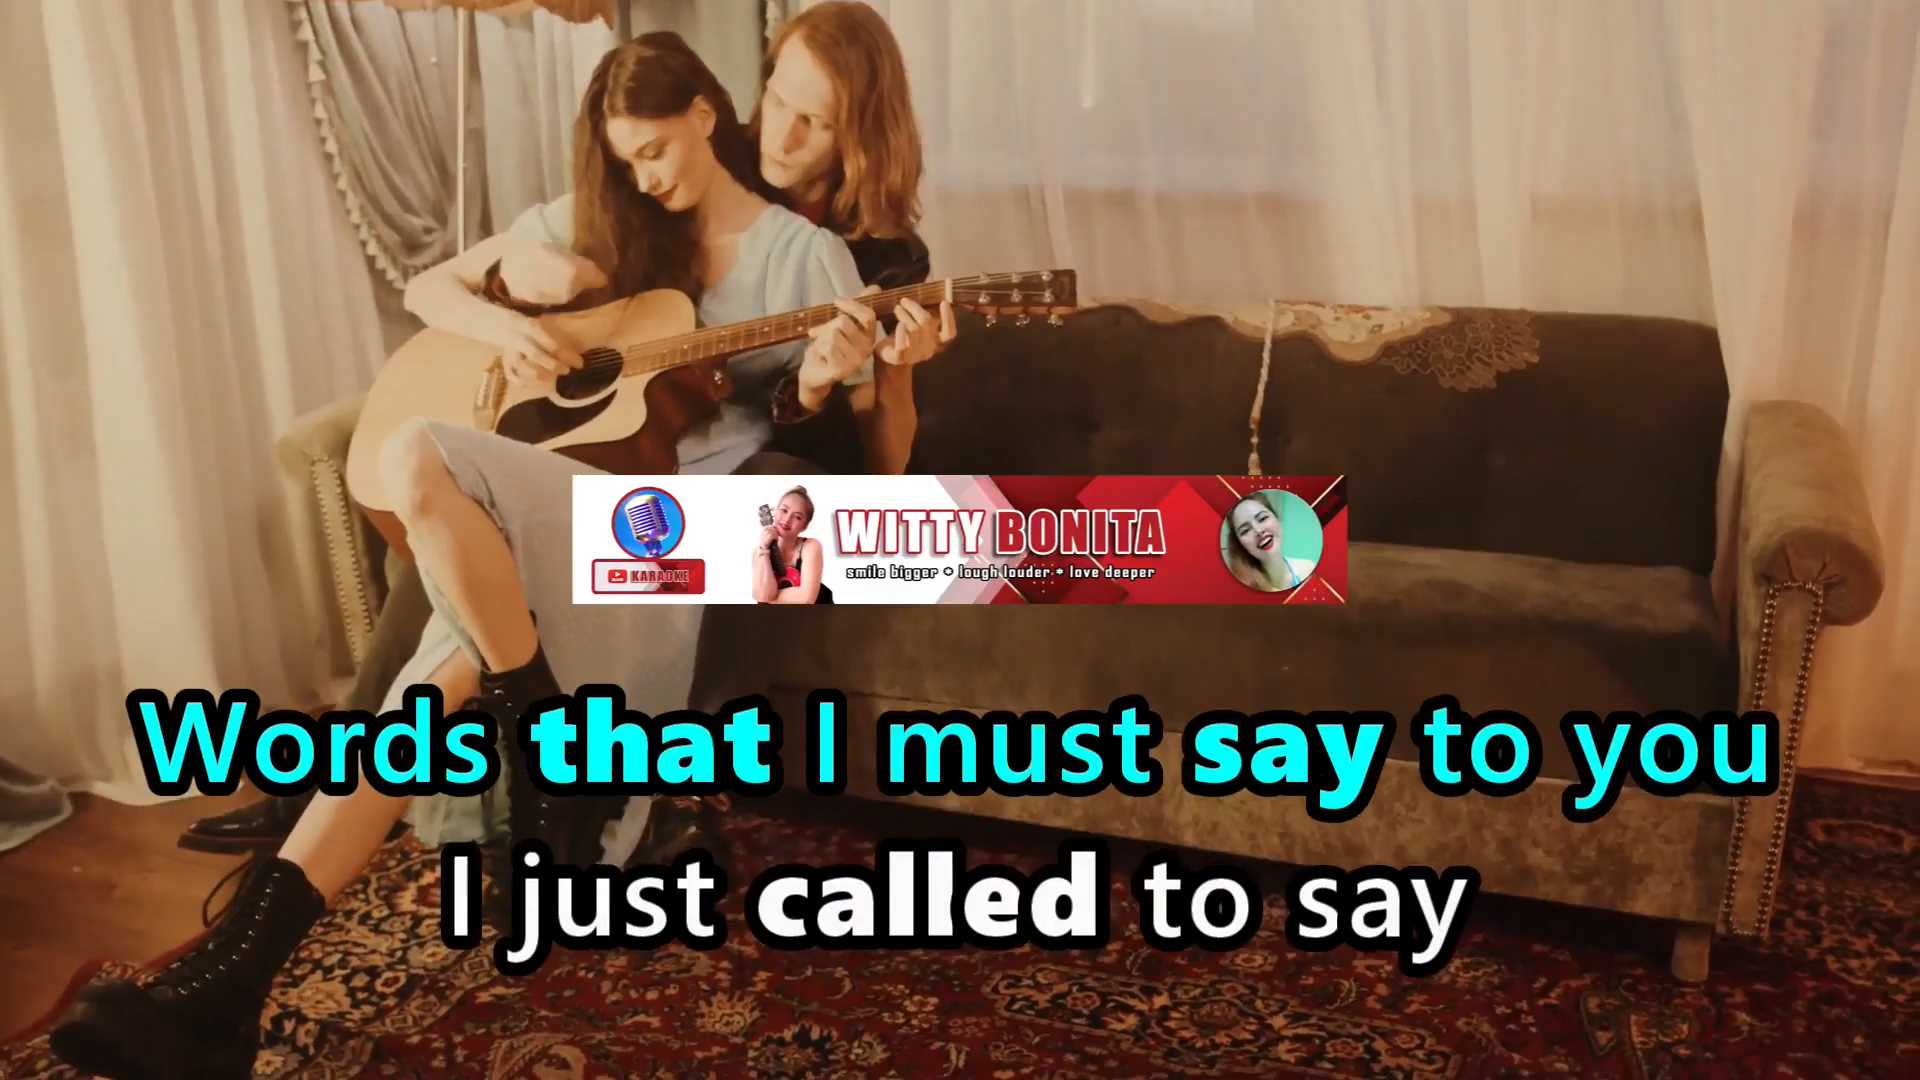 WITTY BONITA
KARAOKE
smile bigger * laugh louder * love deeper
Words that I must say to you
I just called to say